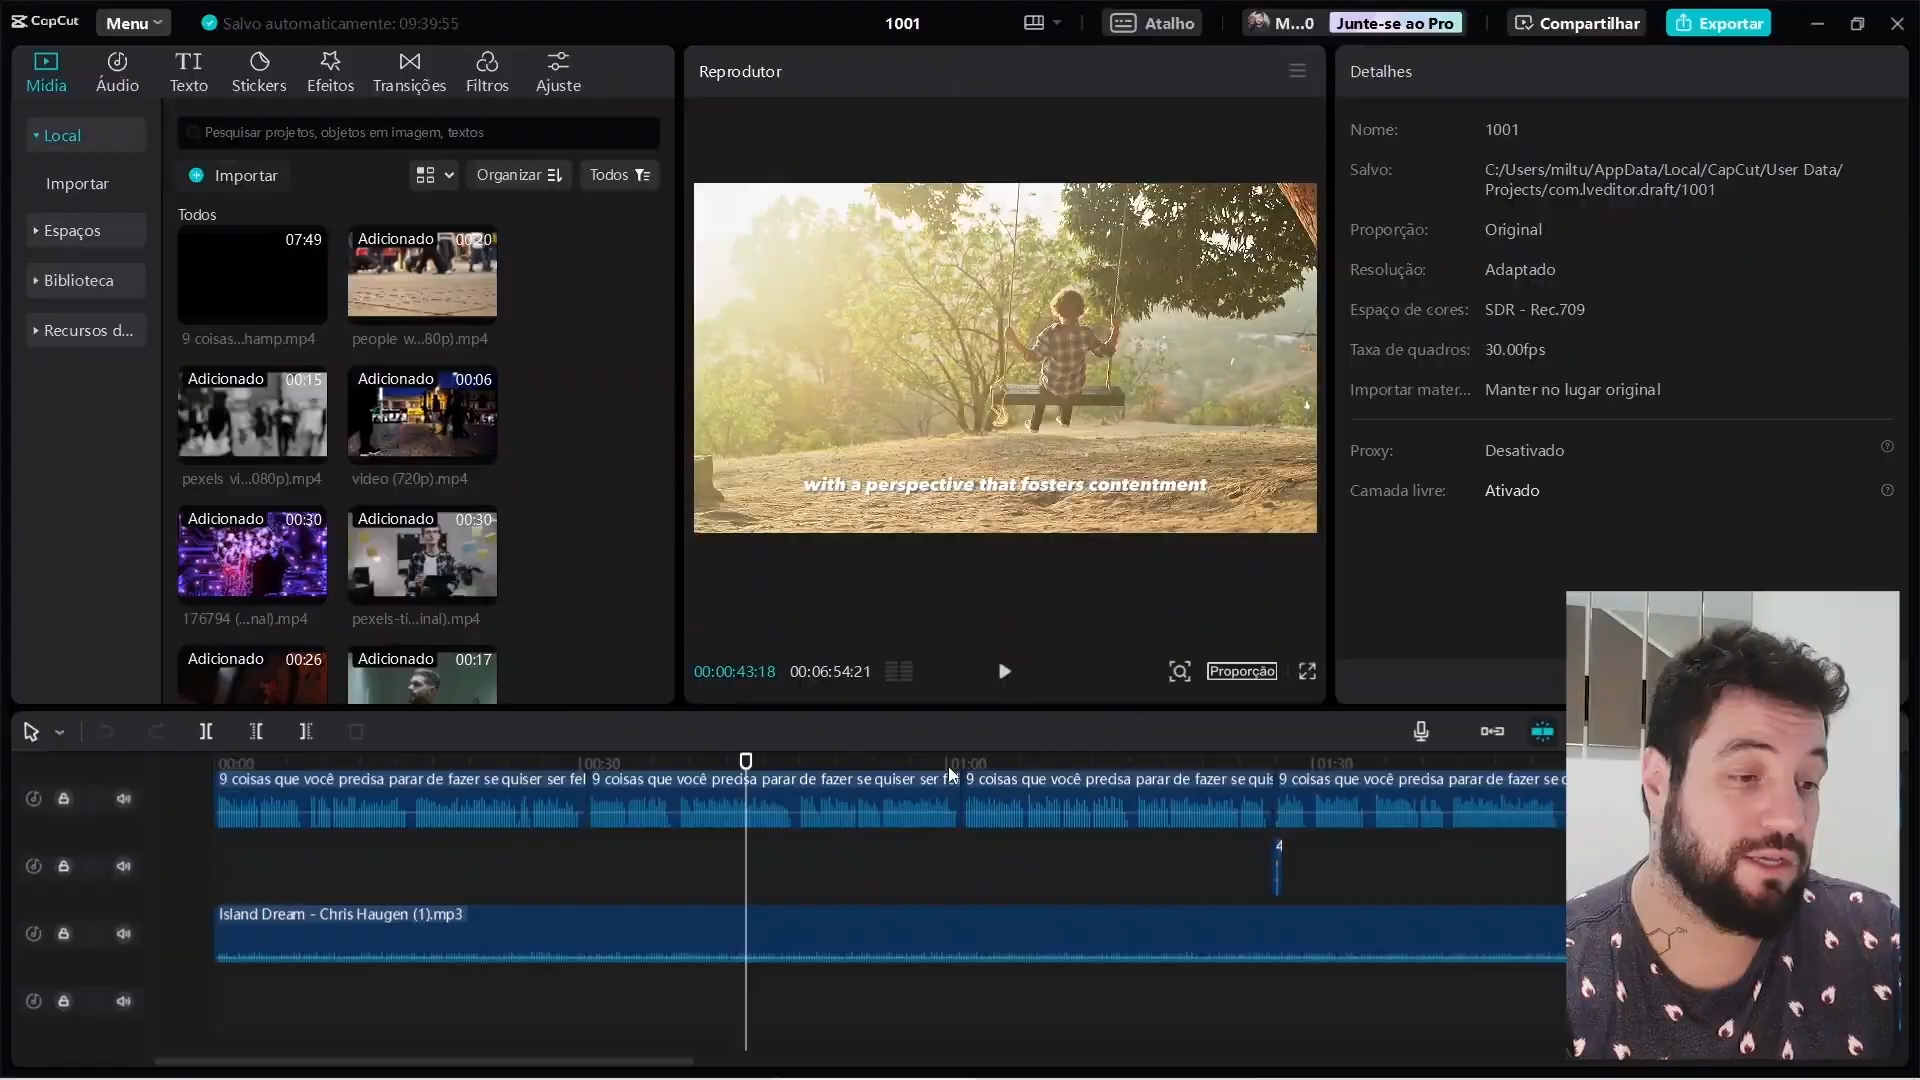 CapCut
Menu
Salvo automaticamente: 09:39:55
1001
Atalho
M...0
Junte-se ao Pro
Compartilhar
Exportar
Mídia
Áudio
Texto
Stickers
Efeitos
Transições
Filtros
Ajuste
Local
Importar
Espaços
Biblioteca
Recursos d...
Pesquisar projetos, objetos em imagem, textos
Importar
Organizar
Todos
Todos
07:49
9 coisas...hamp.mp4
Adicionado 00:20
people w...80p).mp4
Adicionado 00:15
pexels vi...080p).mp4
Adicionado 00:06
video (720p).mp4
Adicionado 00:30
176794 (...nal).mp4
Adicionado 00:30
pexels-ti...inal).mp4
Adicionado 00:26
Adicionado 00:17
Reprodutor
with a perspective that fosters contentment
00:00:43:18 00:06:54:21
Proporção
Detalhes
Nome: 1001
Salvo: C:/Users/miltu/AppData/Local/CapCut/User Data/
Projects/com.lveditor.draft/1001
Proporção: Original
Resolução: Adaptado
Espaço de cores: SDR - Rec.709
Taxa de quadros: 30.00fps
Importar mater... Manter no lugar original
Proxy: Desativado
Camada livre: Ativado
00:00 00:30 01:00 01:30
9 coisas que você precisa parar de fazer se quiser ser fel
9 coisas que você precisa parar de fazer se quiser ser f
9 coisas que você precisa parar de fazer se quis
9 coisas que você precisa parar de fazer se
4
Island Dream - Chris Haugen (1).mp3